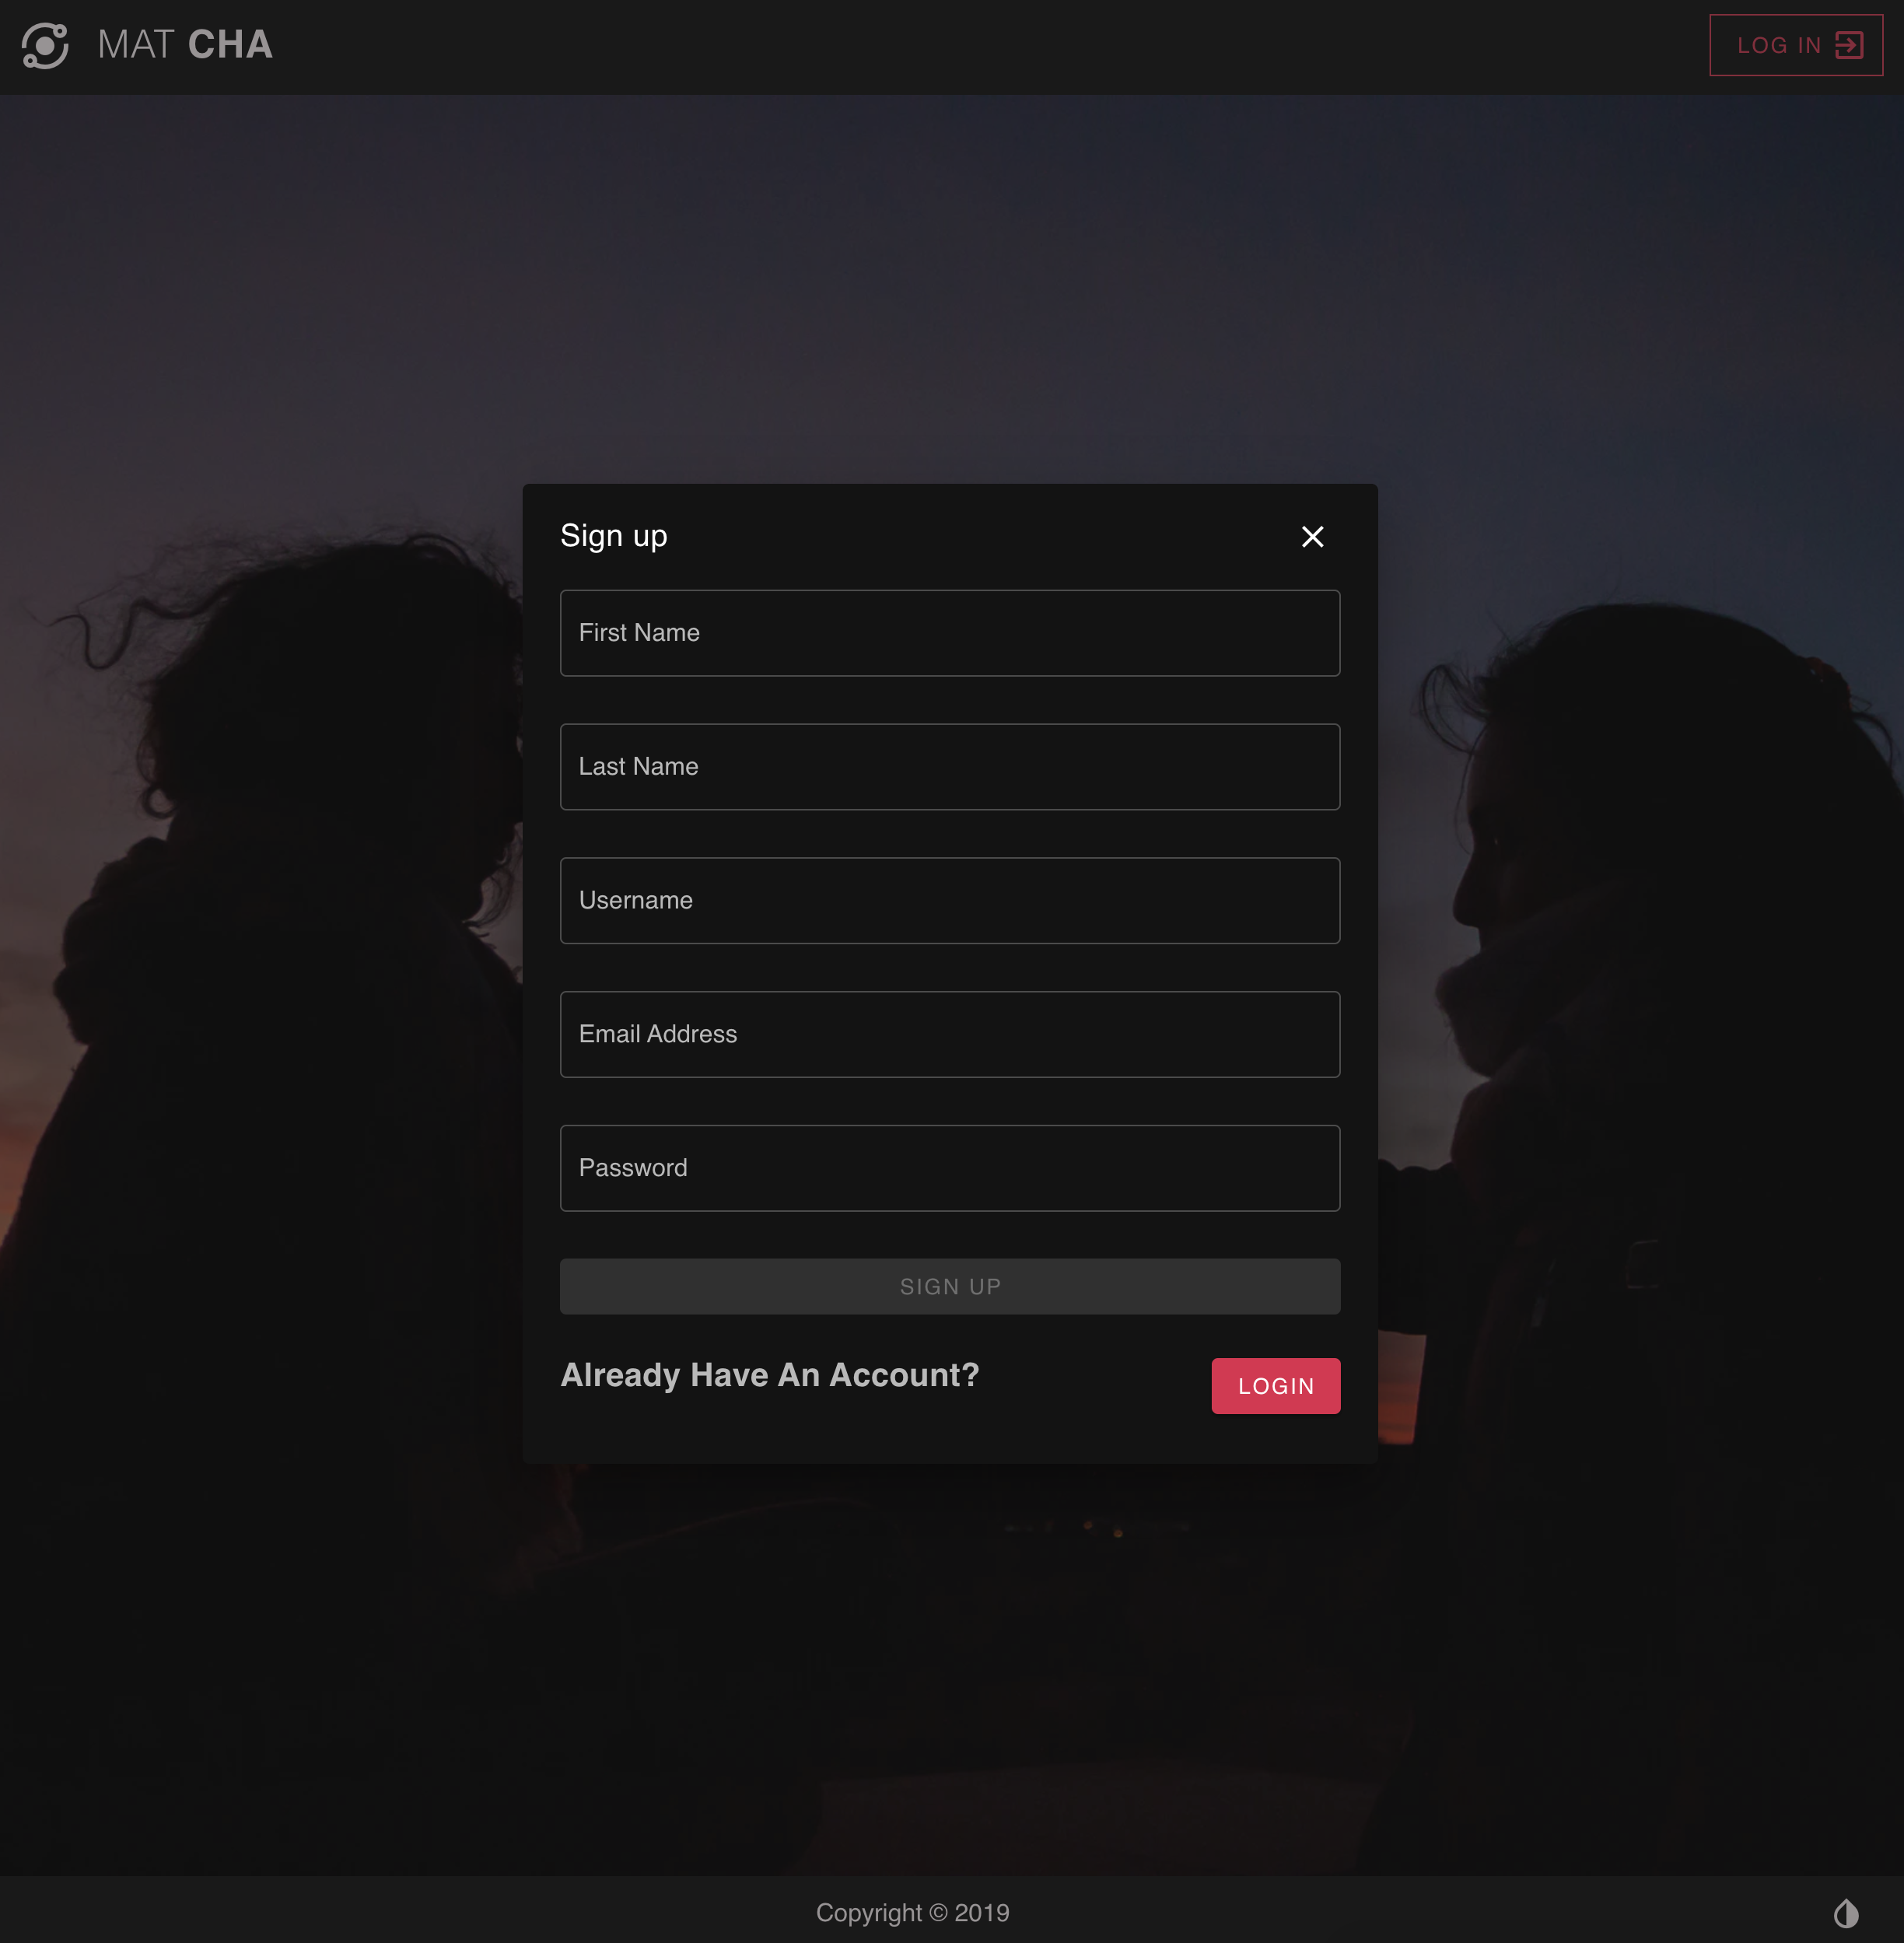 MAT CHA
LOG IN
Sign up
First Name
Last Name
Username
Email Address
Password
SIGN UP
Already Have An Account?
LOGIN
Copyright © 2019